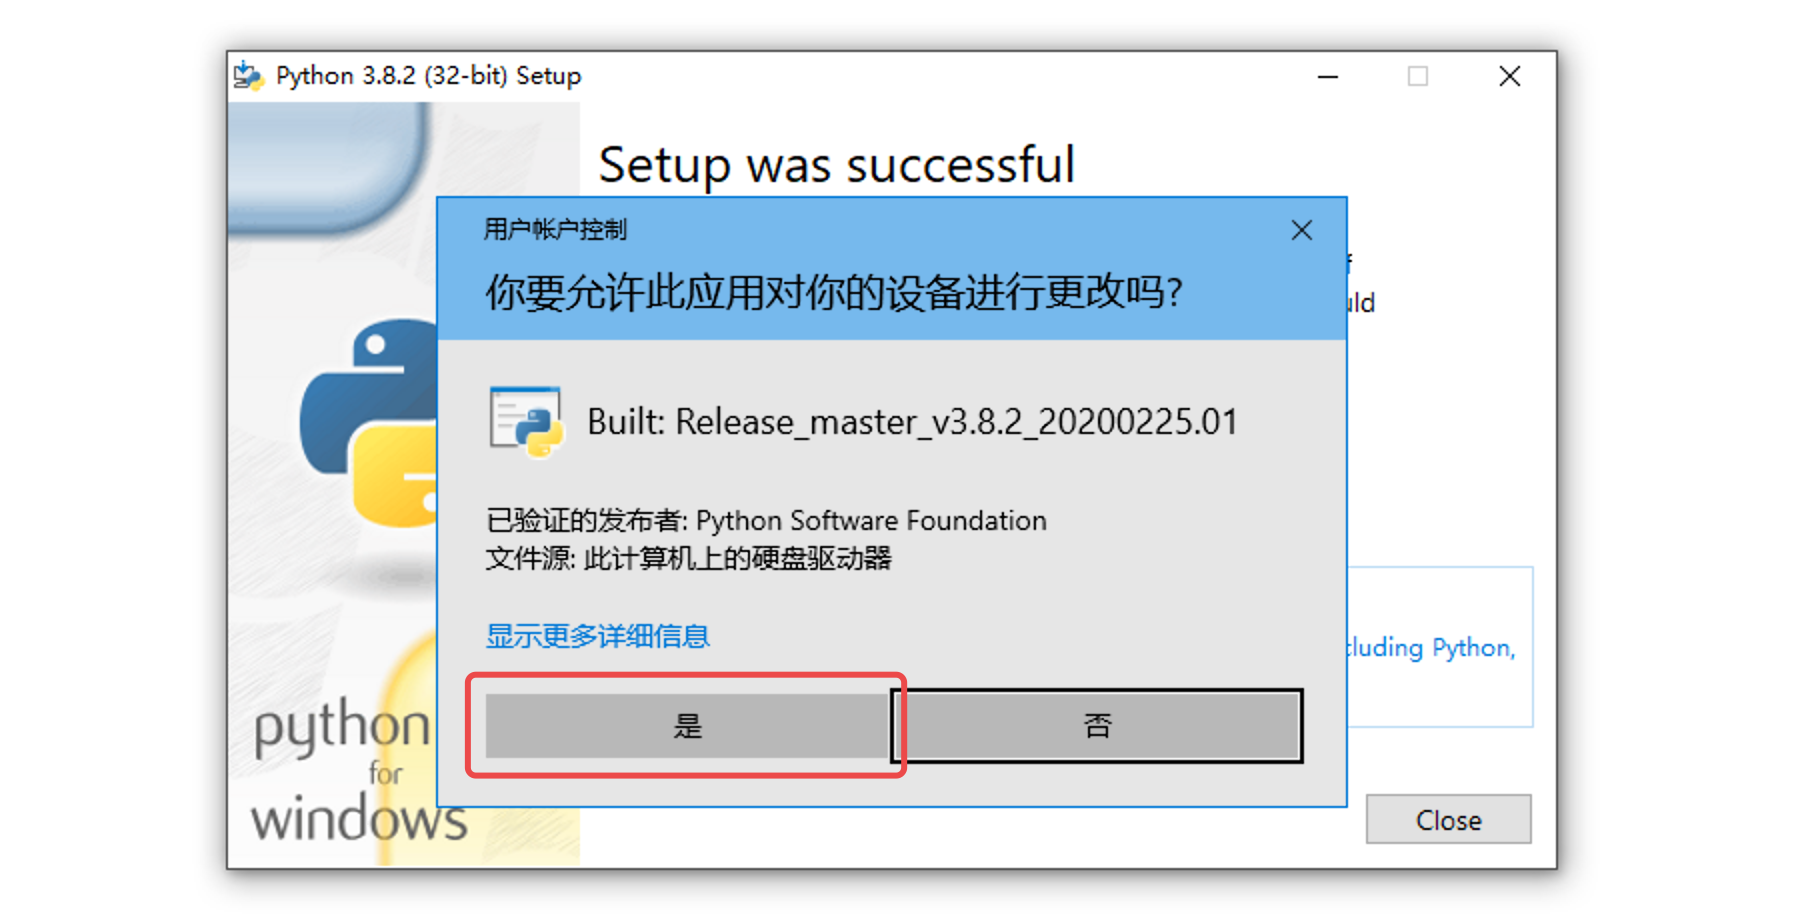 Python 3.8.2 (32-bit) Setup
Setup was successful
用户帐户控制
你要允许此应用对你的设备进行更改吗?
Built: Release_master_v3.8.2_20200225.01
已验证的发布者: Python Software Foundation
文件源: 此计算机上的硬盘驱动器
显示更多详细信息
Python,
是
否
python
for
windows
Close